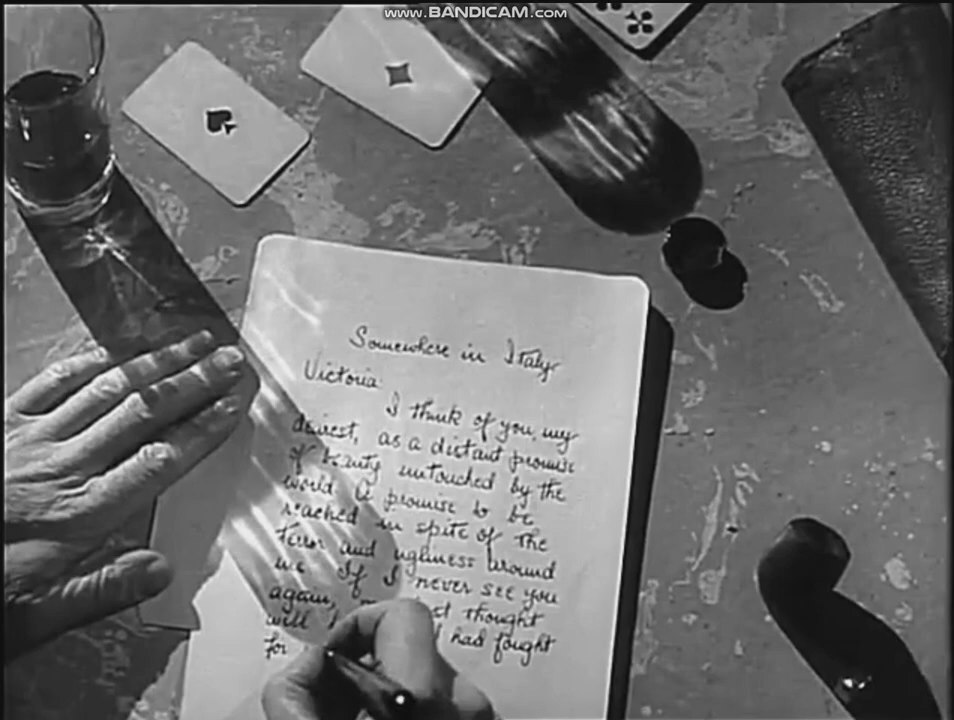 www.BANDICAM.com
Somewhere in Italy
Victoria
I think of you, my
dearest, as a distant promise
of beauty untouched by the
world. A promise to be
reached in spite of the
terror and ugliness around
me. If I never see you
again, thought
will had fought
for